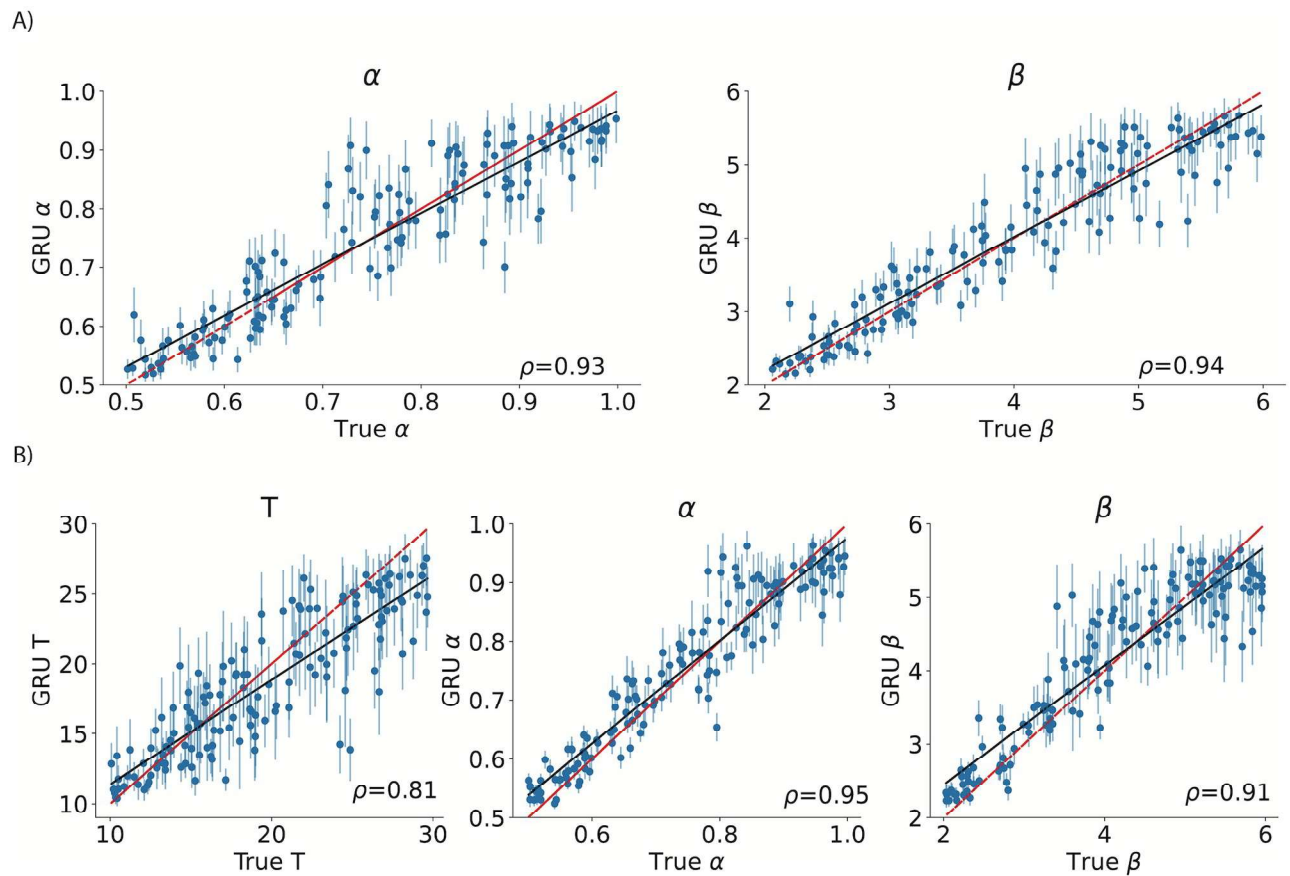 A)
α
GRU α
1.0
0.9
0.8
0.7
0.6
0.5
0.5 0.6 0.7 0.8 0.9 1.0
True α
ρ=0.93
β
GRU β
6
5
4
3
2
2 3 4 5 6
True β
ρ=0.94
B)
T
GRU T
30
25
20
15
10
10 20 30
True T
ρ=0.81
α
GRU α
1.0
0.9
0.8
0.7
0.6
0.5
0.6 0.8 1.0
True α
ρ=0.95
β
GRU β
6
5
4
3
2
2 4 6
True β
ρ=0.91